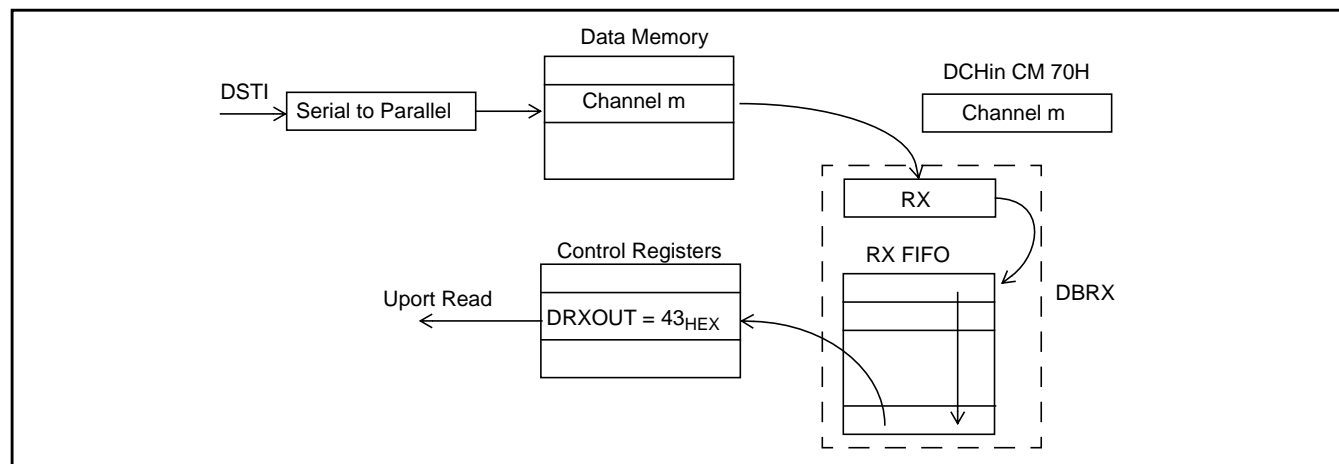 Data Memory
DSTI
Serial to Parallel
Channel m
DCHin CM 70H
Channel m
RX
Control Registers
RX FIFO
Uport Read
DRXOUT = 43HEX
DBRX